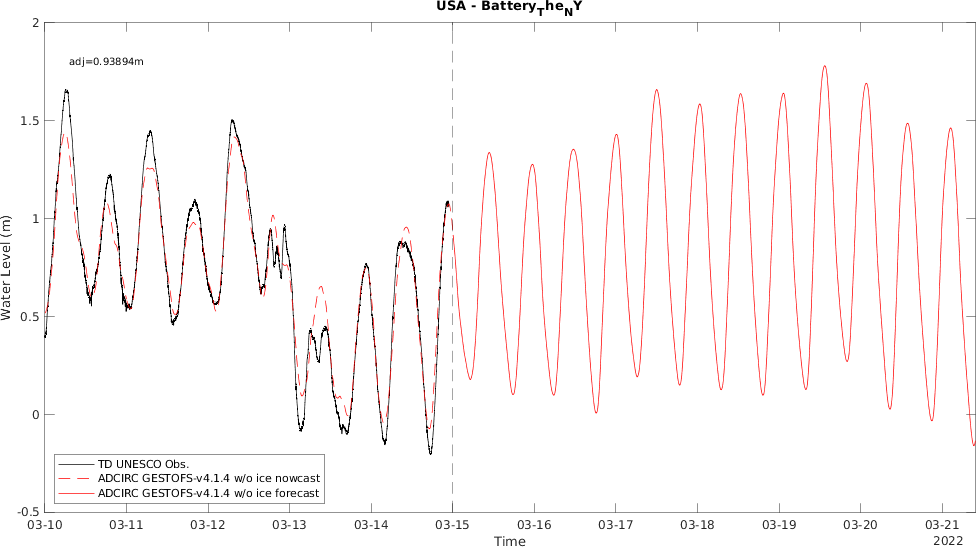 USA - Battery_The_NY
adj=0.93894m
2
1.5
1
0.5
0
-0.5
Water Level (m)
TD UNESCO Obs.
ADCIRC GESTOFS-v4.1.4 w/o ice nowcast
ADCIRC GESTOFS-v4.1.4 w/o ice forecast
03-10 03-11 03-12 03-13 03-14 03-15 03-16 03-17 03-18 03-19 03-20 03-21
Time
2022